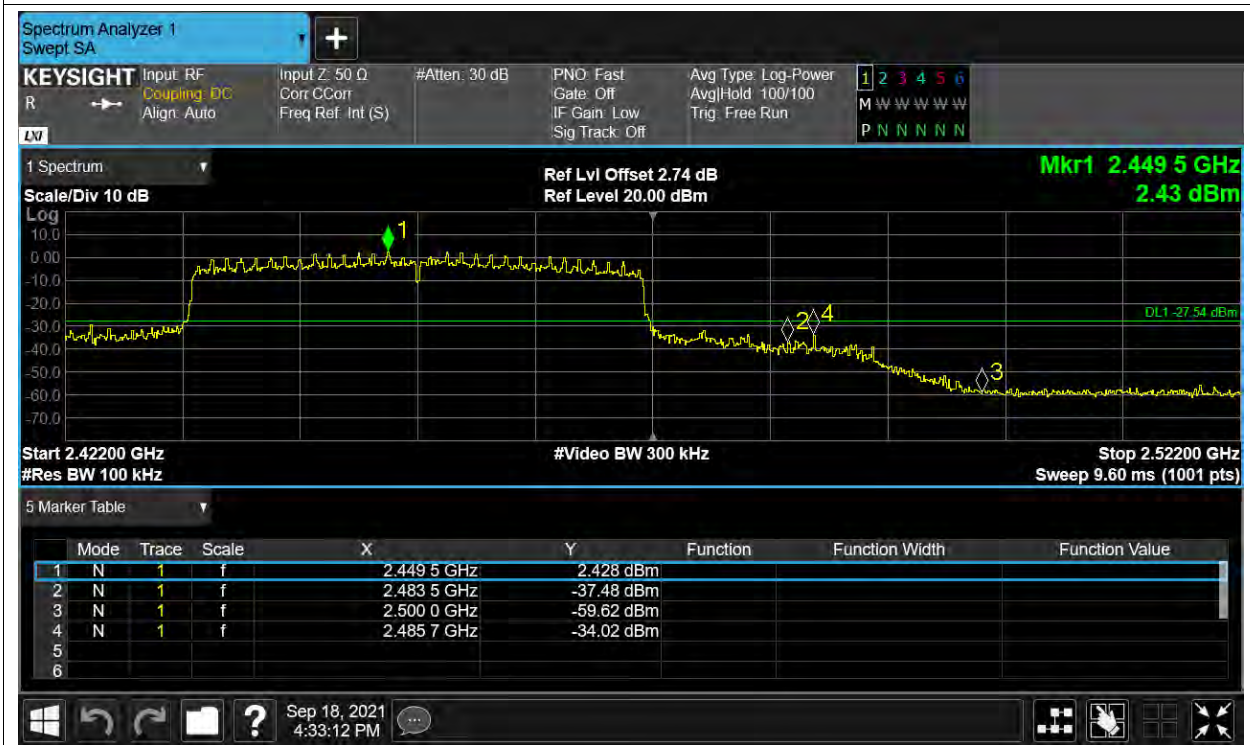 Spectrum Analyzer 1
Swept SA
+
KEYSIGHT Input: RF Input Z: 50 Ω #Atten: 30 dB PNO: Fast Avg Type: Log-Power 1 2 3 4 5 6
R Coupling: DC Corr CCorr Gate: Off Avg|Hold: 100/100 M W W W W W
Align: Auto Freq Ref: Int (S) IF Gain: Low Trig: Free Run
LXI Sig Track: Off P N N N N N
1 Spectrum Ref Lvl Offset 2.74 dB Mkr1 2.449 5 GHz
Scale/Div 10 dB Ref Level 20.00 dBm 2.43 dBm
Log
10.0 1
0.00
-10.0
-20.0
DL1 -27.54 dBm
-30.0 2 4
-40.0
-50.0 3
-60.0
-70.0
Start 2.42200 GHz #Video BW 300 kHz Stop 2.52200 GHz
#Res BW 100 kHz Sweep 9.60 ms (1001 pts)
5 Marker Table
Mode Trace Scale X Y Function Function Width Function Value
1 N 1 f 2.449 5 GHz 2.428 dBm
2 N 1 f 2.483 5 GHz -37.48 dBm
3 N 1 f 2.500 0 GHz -59.62 dBm
4 N 1 f 2.485 7 GHz -34.02 dBm
5
6
? Sep 18, 2021
4:33:12 PM